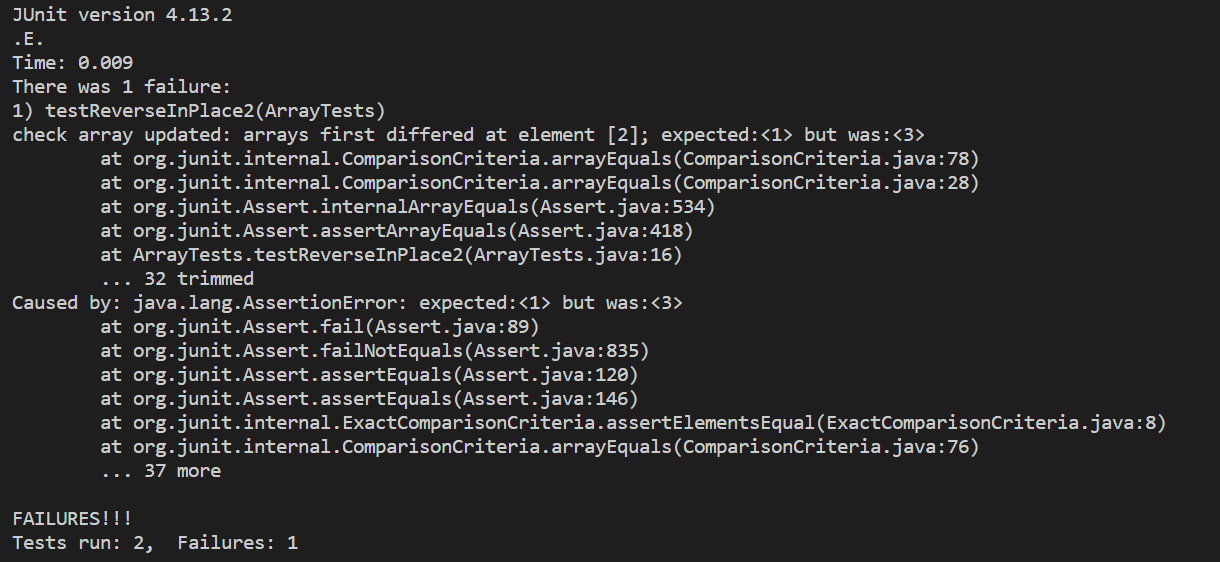 JUnit version 4.13.2
.E.
Time: 0.009
There was 1 failure:
1) testReverseInPlace2(ArrayTests)
check array updated: arrays first differed at element [2]; expected:<1> but was:<3>
        at org.junit.internal.ComparisonCriteria.arrayEquals(ComparisonCriteria.java:78)
        at org.junit.internal.ComparisonCriteria.arrayEquals(ComparisonCriteria.java:28)
        at org.junit.Assert.internalArrayEquals(Assert.java:534)
        at org.junit.Assert.assertArrayEquals(Assert.java:418)
        at ArrayTests.testReverseInPlace2(ArrayTests.java:16)
        ... 32 trimmed
Caused by: java.lang.AssertionError: expected:<1> but was:<3>
        at org.junit.Assert.fail(Assert.java:89)
        at org.junit.Assert.failNotEquals(Assert.java:835)
        at org.junit.Assert.assertEquals(Assert.java:120)
        at org.junit.Assert.assertEquals(Assert.java:146)
        at org.junit.internal.ExactComparisonCriteria.assertElementsEqual(ExactComparisonCriteria.java:8)
        at org.junit.internal.ComparisonCriteria.arrayEquals(ComparisonCriteria.java:76)
        ... 37 more

FAILURES!!!
Tests run: 2,  Failures: 1